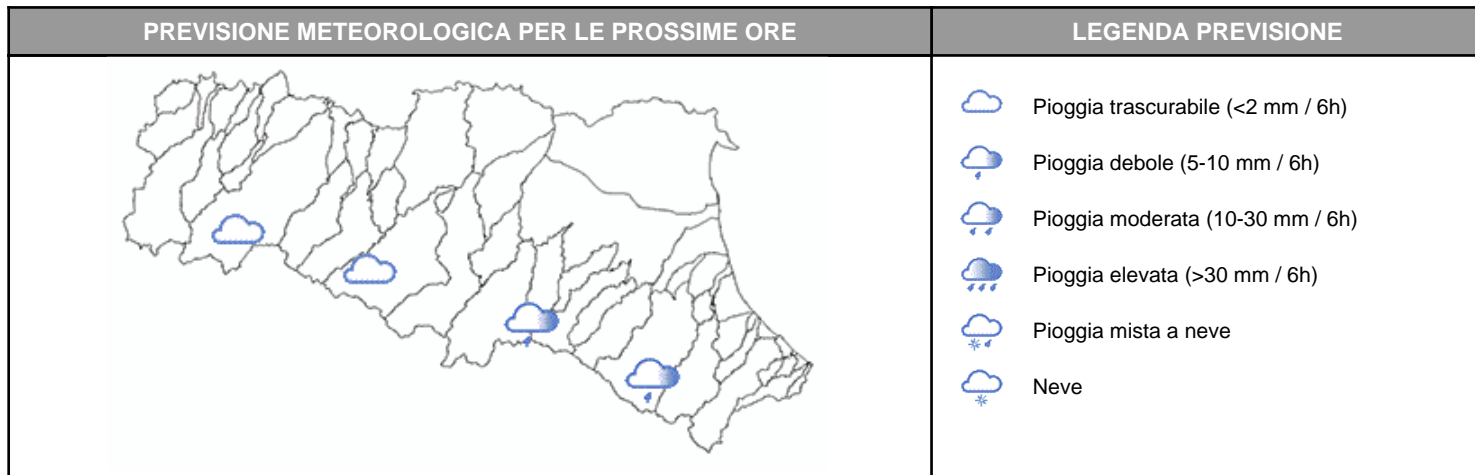 PREVISIONE METEOROLOGICA PER LE PROSSIME ORE
LEGENDA PREVISIONE
Pioggia trascurabile (<2 mm / 6h)
Pioggia debole (5-10 mm / 6h)
Pioggia moderata (10-30 mm / 6h)
Pioggia elevata (>30 mm / 6h)
Pioggia mista a neve
Neve